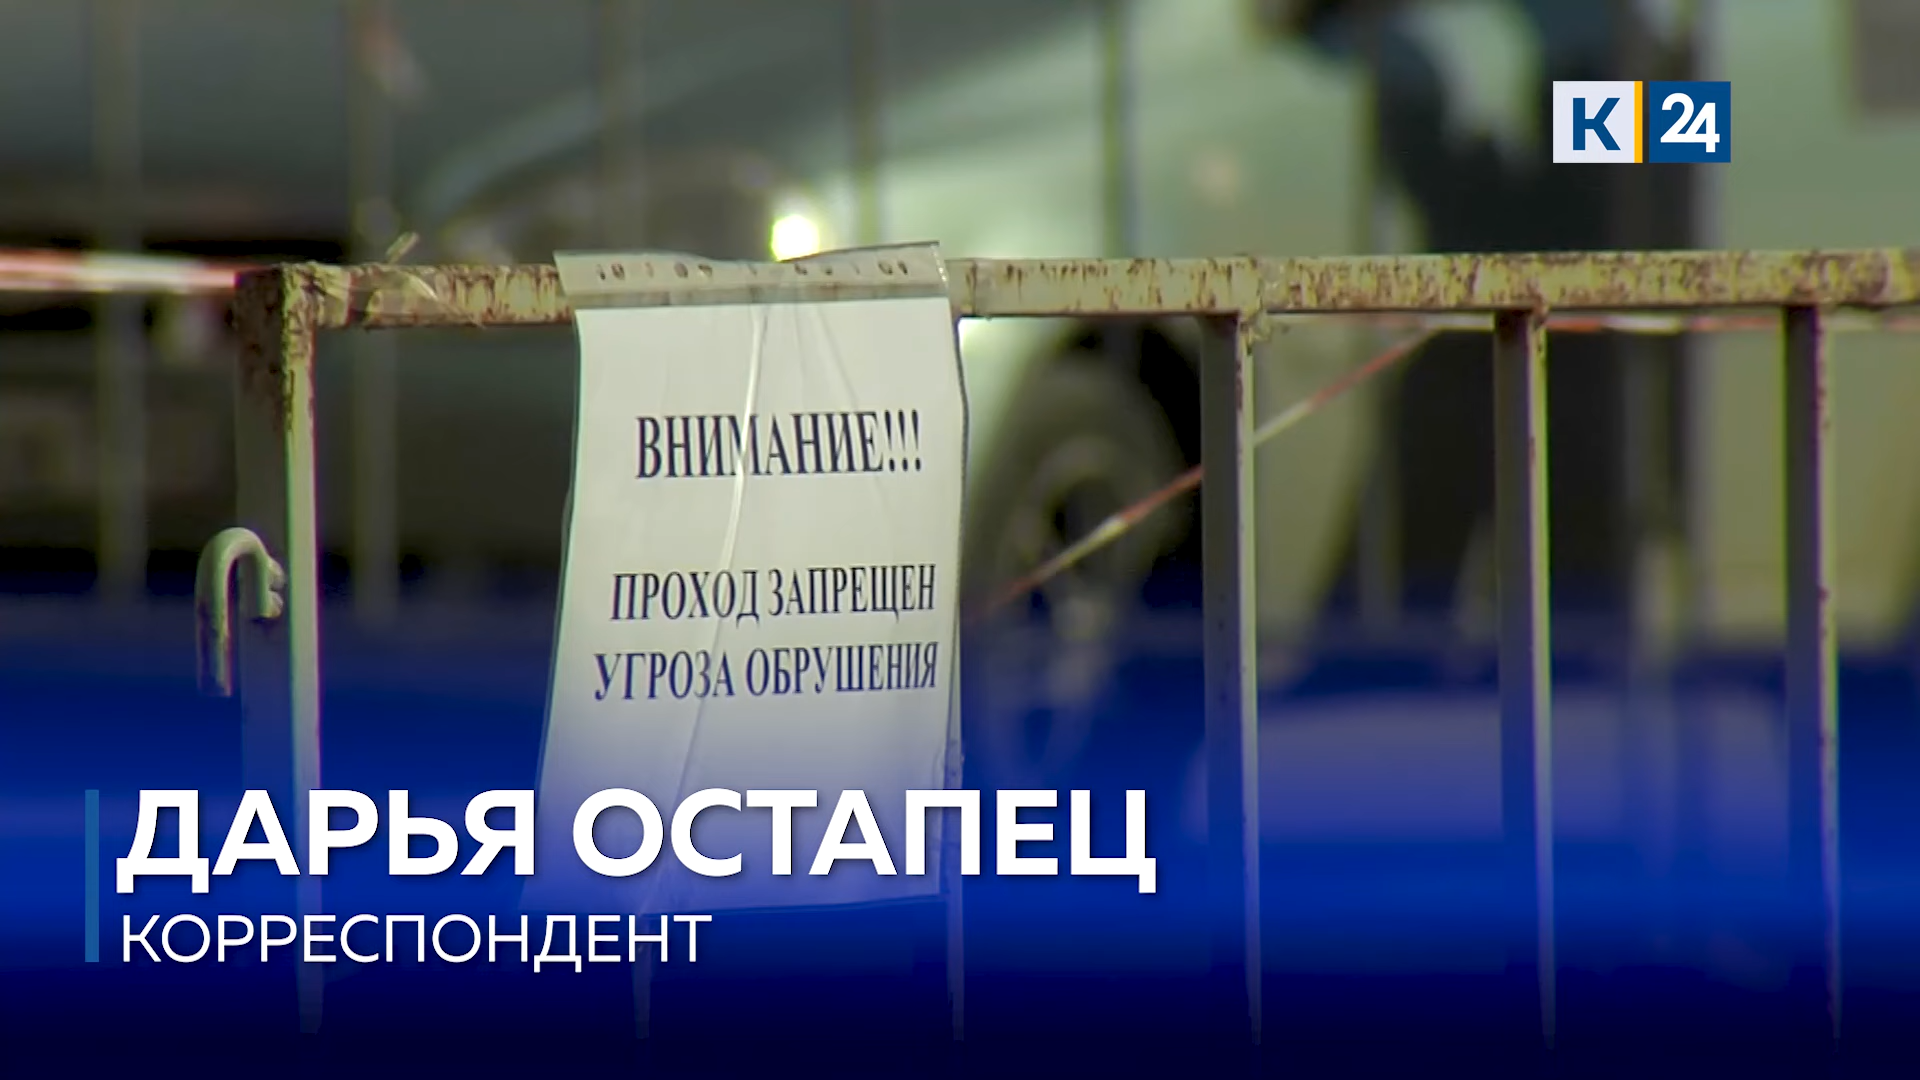 К 24
ВНИМАНИЕ!!!
ПРОХОД ЗАПРЕЩЕН
УГРОЗА ОБРУШЕНИЯ
ДАРЬЯ ОСТАПЕЦ
КОРРЕСПОНДЕНТ